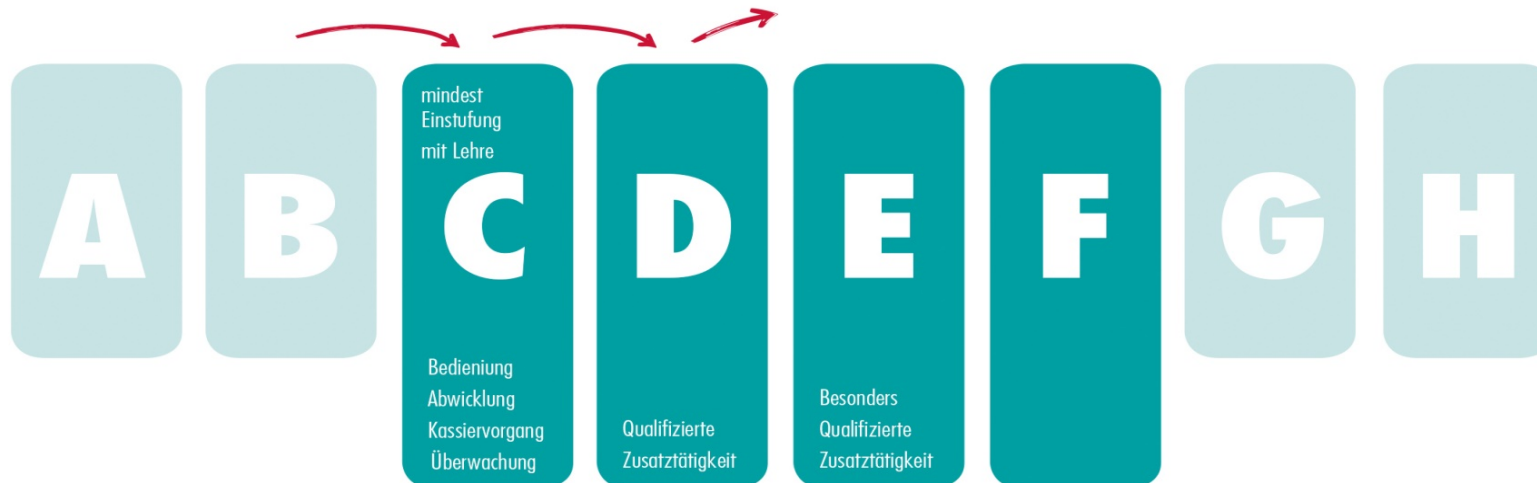 mindest
Einstufung
mit Lehre
A B C D E F G H
Bedieniung
Abwicklung
Kassiervorgang
Überwachung
Qualifizierte
Zusatztätigkeit
Besonders
Qualifizierte
Zusatztätigkeit